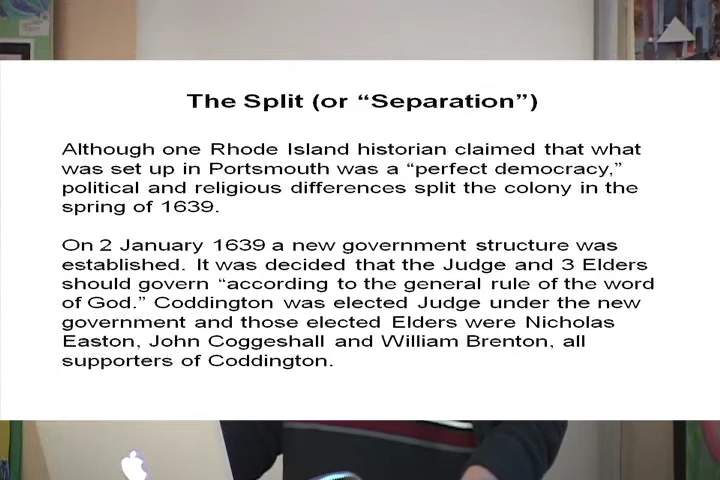 The Split (or “Separation”)
Although one Rhode Island historian claimed that what
was set up in Portsmouth was a “perfect democracy,”
political and religious differences split the colony in the
spring of 1639.
On 2 January 1639 a new government structure was
established. It was decided that the Judge and 3 Elders
should govern “according to the general rule of the word
of God.” Coddington was elected Judge under the new
government and those elected Elders were Nicholas
Easton, John Coggeshall and William Brenton, all
supporters of Coddington.